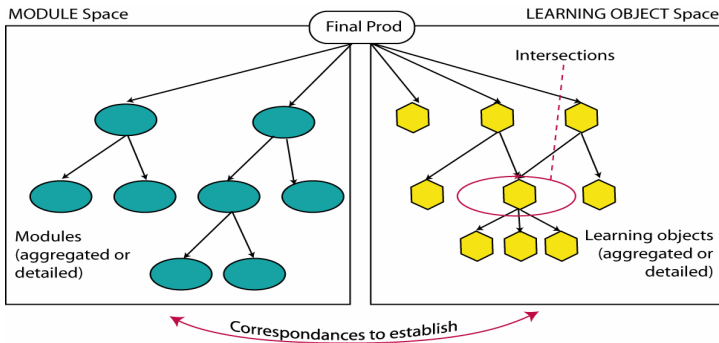 MODULE Space
Final Prod
LEARNING OBJECT Space
Intersections
Modules
(aggregated or
detailed)
Learning objects
(aggregated or
detailed)
Correspondances to establish